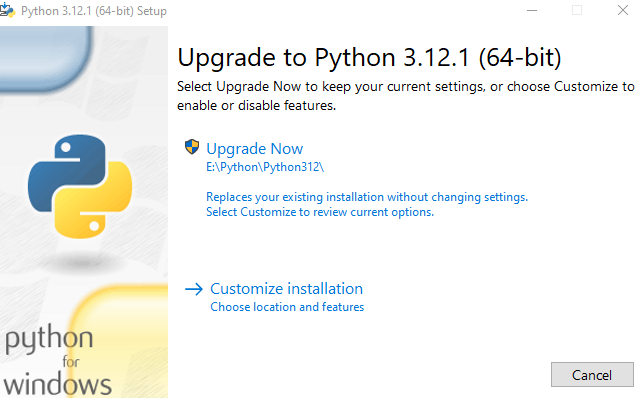 Python 3.12.1 (64-bit) Setup
Upgrade to Python 3.12.1 (64-bit)
Select Upgrade Now to keep your current settings, or choose Customize to
enable or disable features.
Upgrade Now
E:\Python\Python312\
Replaces your existing installation without changing settings.
Select Customize to review current options.
Customize installation
Choose location and features
python
for
windows
Cancel